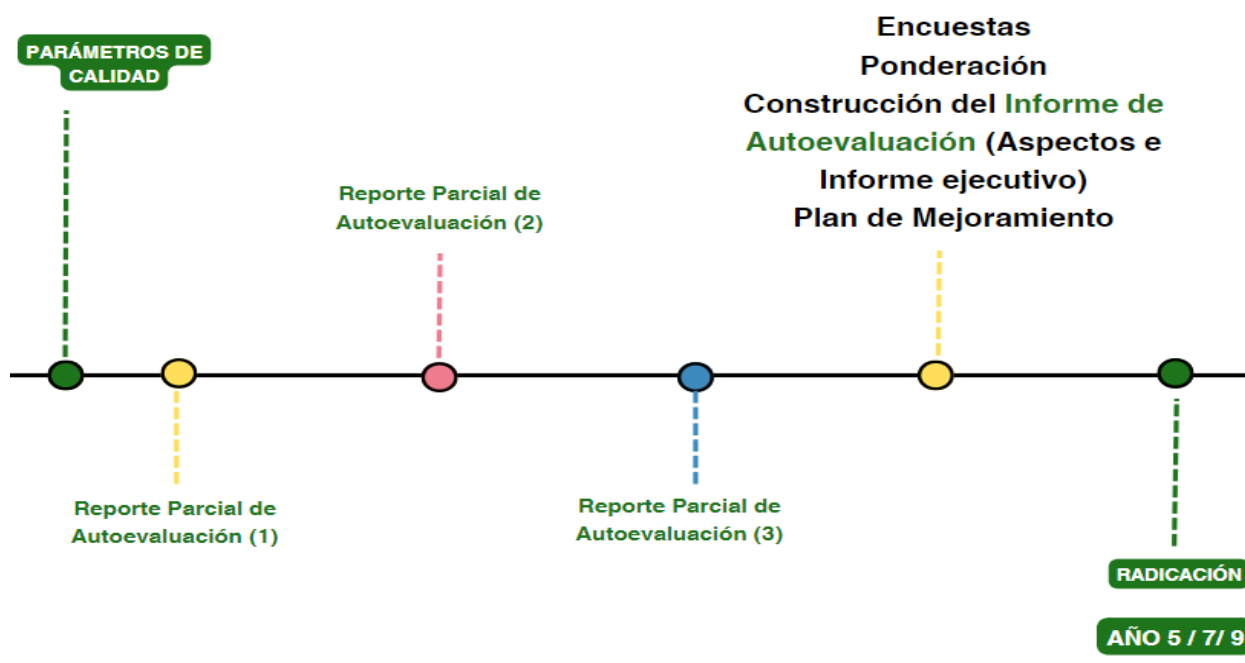 PARÁMETROS DE
CALIDAD
Reporte Parcial de
Autoevaluación (1)
Reporte Parcial de
Autoevaluación (2)
Reporte Parcial de
Autoevaluación (3)
Encuestas
Ponderación
Construcción del Informe de
Autoevaluación (Aspectos e
Informe ejecutivo)
Plan de Mejoramiento
RADICACIÓN
AÑO 5 / 7/ 9